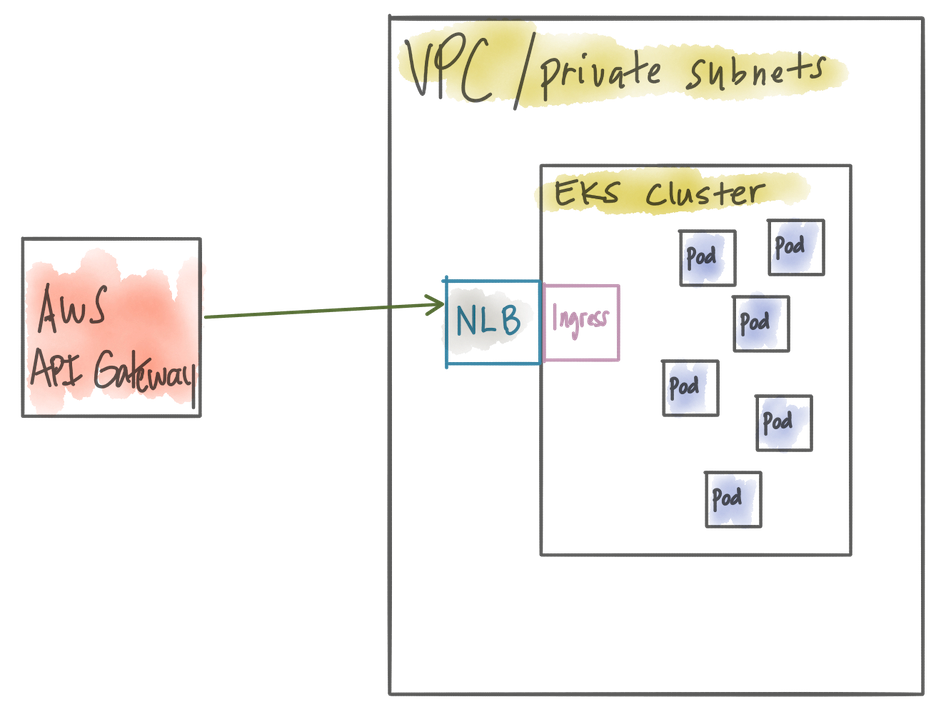 VPC/private subnets
EKS Cluster
Pod
Pod
AWS
API Gateway
NLB
Ingress
Pod
Pod
Pod
Pod